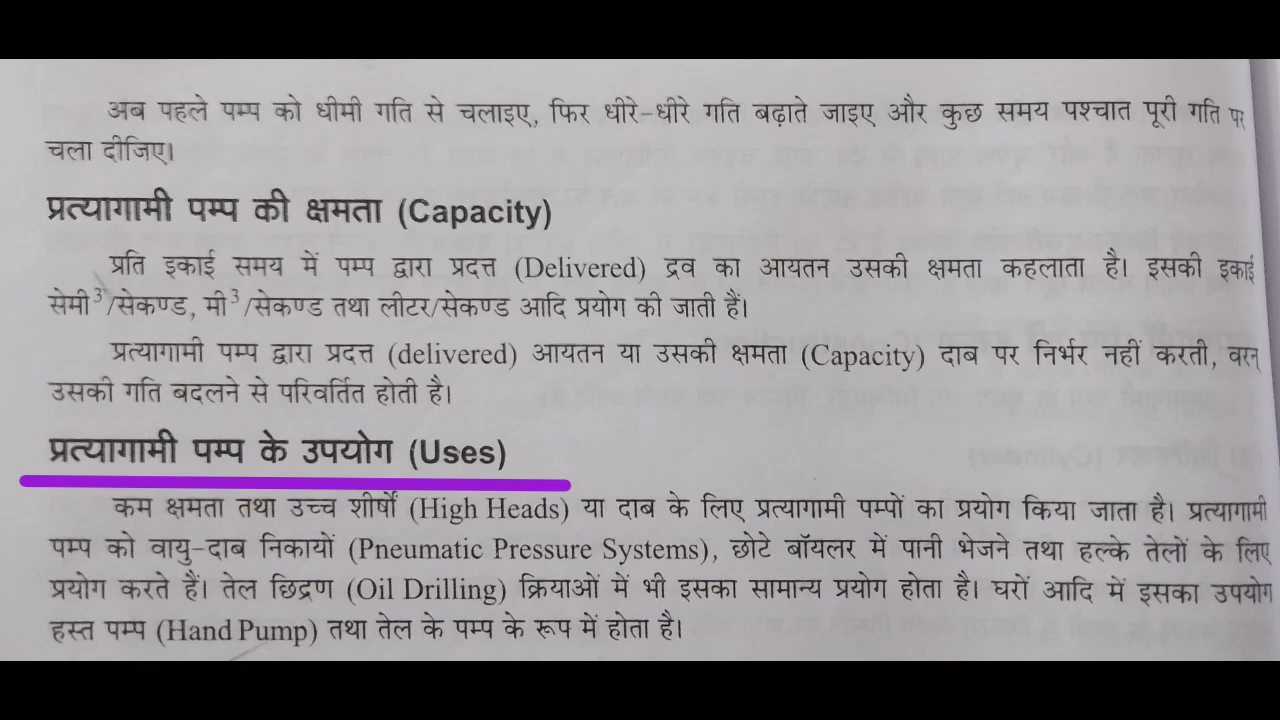 अब पहले पम्प को धीमी गति से चलाइए, फिर धीरे-धीरे गति बढ़ाते जाइए और कुछ समय पश्चात पूरी गति पर
चला दीजिए।
प्रत्यागामी पम्प की क्षमता (Capacity)
प्रति इकाई समय में पम्प द्वारा प्रदत्त (Delivered) द्रव का आयतन उसकी क्षमता कहलाता है। इसकी इकाई
सेमी³/सेकण्ड, मी³/सेकण्ड तथा लीटर/सेकण्ड आदि प्रयोग की जाती हैं।
प्रत्यागामी पम्प द्वारा प्रदत्त (delivered) आयतन या उसकी क्षमता (Capacity) दाब पर निर्भर नहीं करती, वरन्
उसकी गति बदलने से परिवर्तित होती है।
प्रत्यागामी पम्प के उपयोग (Uses)
कम क्षमता तथा उच्च शीर्षों (High Heads) या दाब के लिए प्रत्यागामी पम्पों का प्रयोग किया जाता है। प्रत्यागामी
पम्प को वायु-दाब निकायों (Pneumatic Pressure Systems), छोटे बॉयलर में पानी भेजने तथा हल्के तेलों के लिए
प्रयोग करते हैं। तेल छिद्रण (Oil Drilling) क्रियाओं में भी इसका सामान्य प्रयोग होता है। घरों आदि में इसका उपयोग
हस्त पम्प (Hand Pump) तथा तेल के पम्प के रूप में होता है।